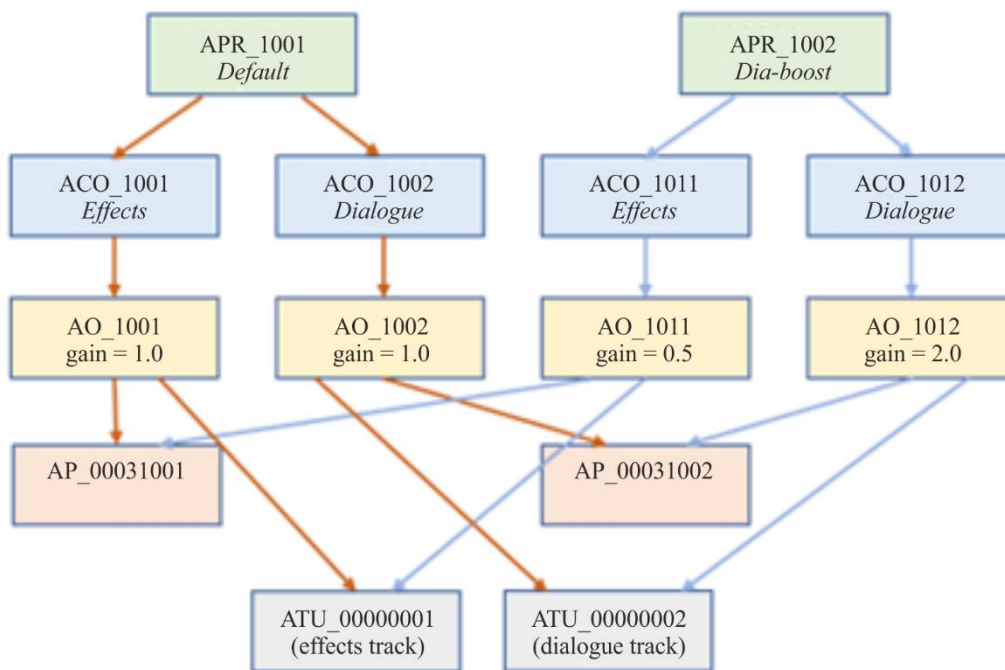 APR_1001
Default
APR_1002
Dia-boost
ACO_1001
Effects
ACO_1002
Dialogue
ACO_1011
Effects
ACO_1012
Dialogue
AO_1001
gain = 1.0
AO_1002
gain = 1.0
AO_1011
gain = 0.5
AO_1012
gain = 2.0
AP_00031001
AP_00031002
ATU_00000001
(effects track)
ATU_00000002
(dialogue track)